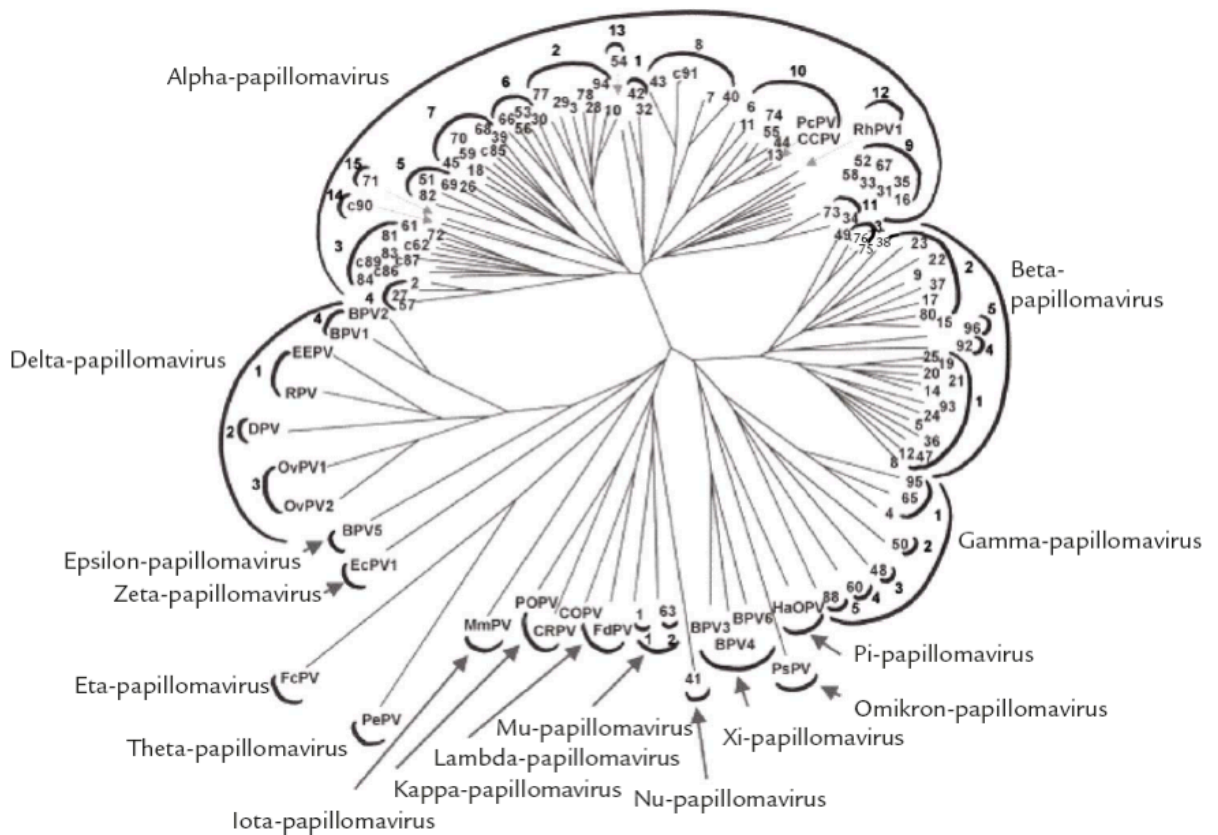 Alpha-papillomavirus
13
54
2
1
8
94
42
43
c91
77
78
29
3
28
10
32
7
40
6
53
30
66
56
7
68
39
70
59
c85
45
18
5
51
69
26
82
15
71
14
c90
3
61
72
81
c62
83
c89
c87
c86
84
4
2
27
57
10
6
74
11
55
44
13
PcPV
CCPV
12
RhPV1
9
52
67
58
33
35
31
16
11
73
34
Beta-
papillomavirus
3
49
76
75
38
23
22
2
9
37
17
80
15
5
96
92
4
25
19
20
21
14
1
93
24
5
36
12
47
8
Delta-papillomavirus
4
BPV2
BPV1
1
EEPV
RPV
2
DPV
3
OvPV1
OvPV2
Gamma-papillomavirus
95
65
4
1
50
2
48
3
60
4
88
5
Epsilon-papillomavirus
BPV5
Zeta-papillomavirus
EcPV1
Eta-papillomavirus
FcPV
Theta-papillomavirus
PePV
Iota-papillomavirus
MmPV
Kappa-papillomavirus
POPV
CRPV
Lambda-papillomavirus
COPV
FdPV
Mu-papillomavirus
1
63
1
2
Nu-papillomavirus
41
Xi-papillomavirus
BPV3
BPV6
BPV4
Omikron-papillomavirus
PsPV
Pi-papillomavirus
HaOPV